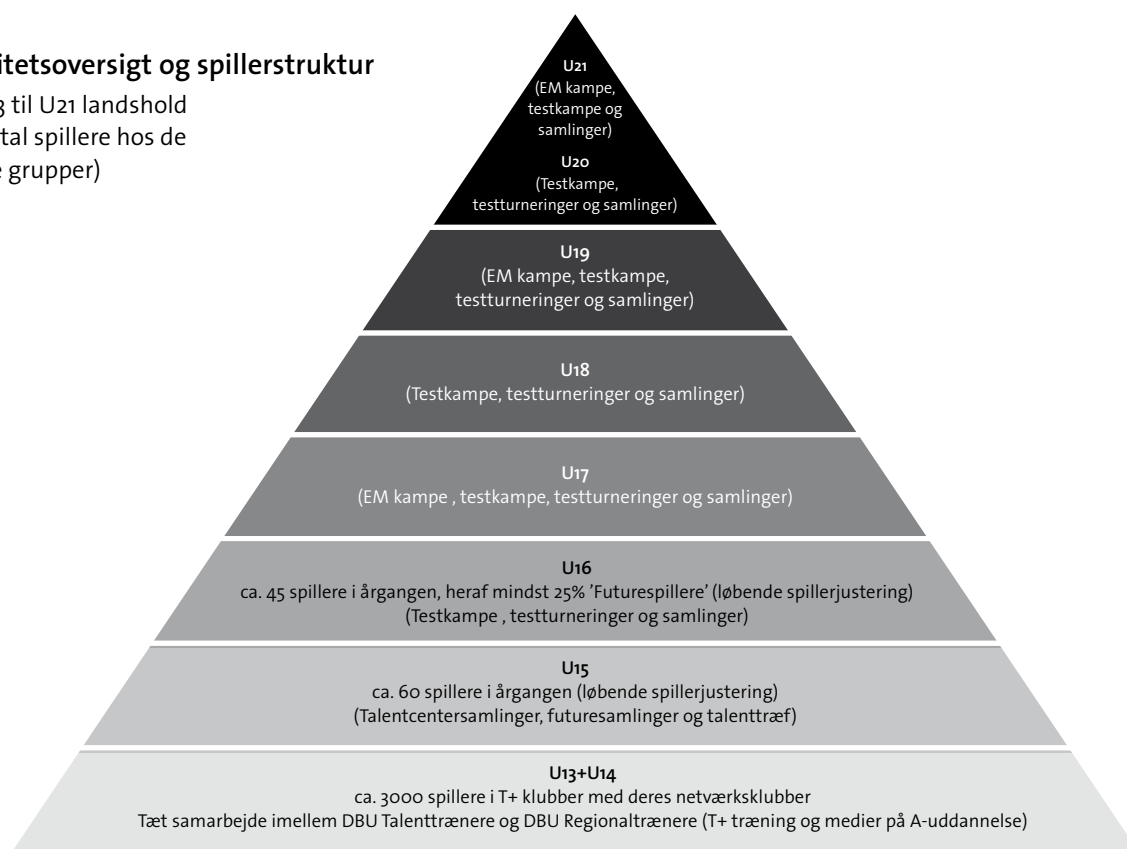 itetsoversigt og spillerstruktur
3 til U21 landshold
tal spillere hos de
e grupper)
U21
(EM kampe,
testkampe og
samlinger)
U20
(Testkampe,
testturneringer og samlinger)
U19
(EM kampe, testkampe,
testturneringer og samlinger)
U18
(Testkampe, testturneringer og samlinger)
U17
(EM kampe , testkampe, testturneringer og samlinger)
U16
ca. 45 spillere i årgangen, heraf mindst 25% ’Futurespillere’ (løbende spillerjustering)
(Testkampe , testturneringer og samlinger)
U15
ca. 60 spillere i årgangen (løbende spillerjustering)
(Talentcentersamlinger, futuresamlinger og talenttræf)
U13+U14
ca. 3000 spillere i T+ klubber med deres netværksklubber
Tæt samarbejde imellem DBU Talenttrænere og DBU Regionaltrænere (T+ træning og medier på A-uddannelse)